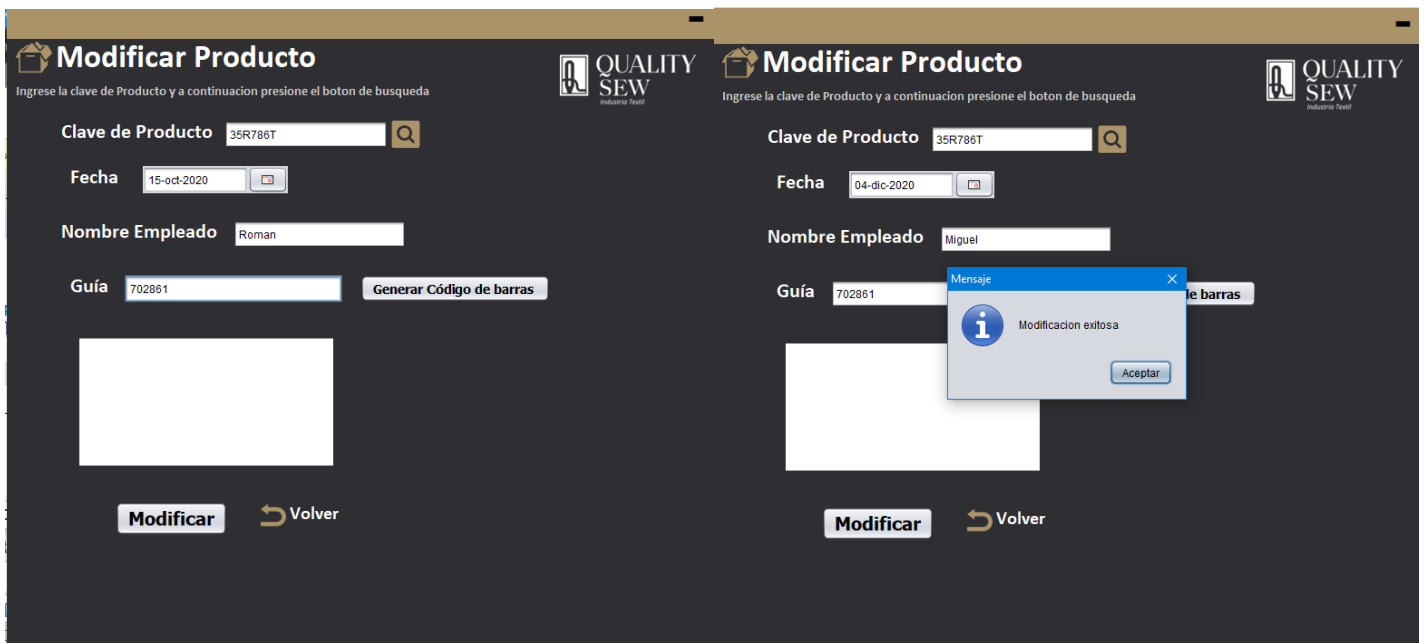 Modificar Producto
QUALITY
SEW
Industria Textil
Ingrese la clave de Producto y a continuacion presione el boton de busqueda
Clave de Producto
35R786T
Fecha
15-oct-2020
Nombre Empleado
Roman
Guía
702861
Generar Código de barras
Modificar
Volver
Modificar Producto
QUALITY
SEW
Industria Textil
Ingrese la clave de Producto y a continuacion presione el boton de busqueda
Clave de Producto
35R786T
Fecha
04-dic-2020
Nombre Empleado
Miguel
Guía
702861
de barras
Mensaje
Modificacion exitosa
Aceptar
Modificar
Volver